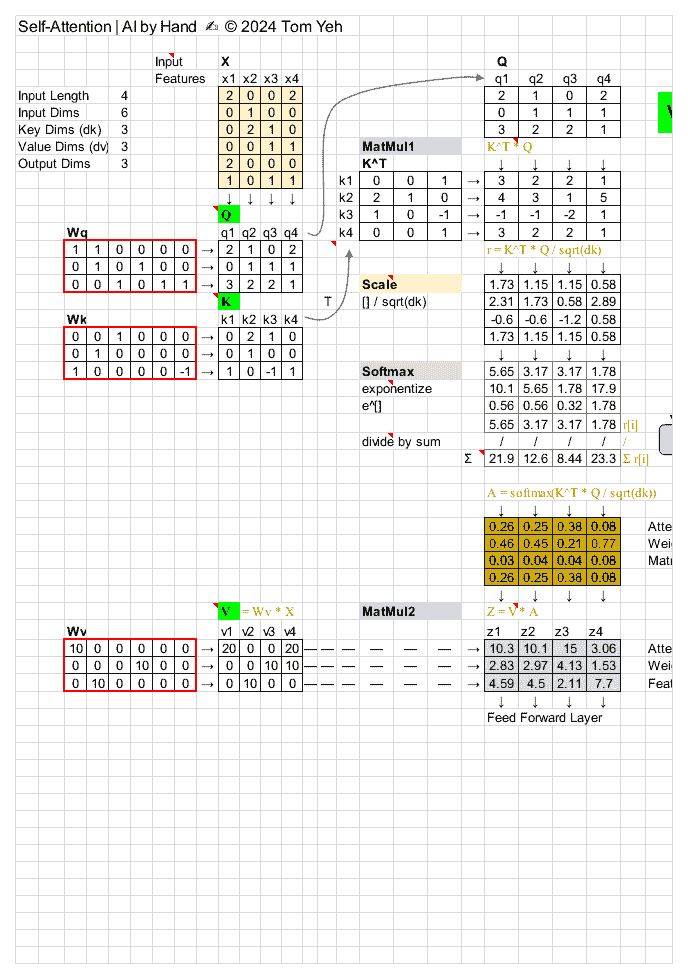 Self-Attention | AI by Hand ✍ © 2024 Tom Yeh
Input X Q
Features x1 x2 x3 x4 q1 q2 q3 q4
Input Length 4 2 0 0 2 2 1 0 2
Input Dims 6 0 1 0 0 0 1 1 1
Key Dims (dk) 3 0 2 1 0 3 2 2 1
Value Dims (dv) 3 0 0 1 1 MatMul1 K^T * Q
Output Dims 3 2 0 0 0 K^T ↓ ↓ ↓ ↓
1 0 1 1 k1 0 0 1 → 3 2 2 1
↓ ↓ ↓ ↓ k2 2 1 0 → 4 3 1 5
Q k3 1 0 -1 → -1 -1 -2 1
Wq q1 q2 q3 q4 k4 0 0 1 → 3 2 2 1
1 1 0 0 0 0 → 2 1 0 2 r = K^T * Q / sqrt(dk)
0 1 0 1 0 0 → 0 1 1 1 ↓ ↓ ↓ ↓
0 0 1 0 1 1 → 3 2 2 1 Scale 1.73 1.15 1.15 0.58
K T [] / sqrt(dk) 2.31 1.73 0.58 2.89
Wk k1 k2 k3 k4 -0.6 -0.6 -1.2 0.58
0 0 1 0 0 0 → 0 2 1 0 1.73 1.15 1.15 0.58
0 1 0 0 0 0 → 0 1 0 0 ↓ ↓ ↓ ↓
1 0 0 0 0 -1 → 1 0 -1 1 Softmax 5.65 3.17 3.17 1.78
exponentize 10.1 5.65 1.78 17.9
e^[] 0.56 0.56 0.32 1.78
5.65 3.17 3.17 1.78 r[i]
divide by sum / / / / /
Σ 21.9 12.6 8.44 23.3 Σ r[i]
A = softmax(K^T * Q / sqrt(dk))
↓ ↓ ↓ ↓
0.26 0.25 0.38 0.08 Atte
0.46 0.45 0.21 0.77 Wei
0.03 0.04 0.04 0.08 Matr
0.26 0.25 0.38 0.08
↓ ↓ ↓ ↓
V = Wv * X MatMul2 Z = V * A
Wv v1 v2 v3 v4 z1 z2 z3 z4
10 0 0 0 0 0 → 20 0 0 20 — — — — — → 10.3 10.1 15 3.06 Atte
0 0 0 10 0 0 → 0 0 10 10 — — — — — → 2.83 2.97 4.13 1.53 Wei
0 10 0 0 0 0 → 0 10 0 0 — — — — — → 4.59 4.5 2.11 7.7 Feat
↓ ↓ ↓ ↓
Feed Forward Layer